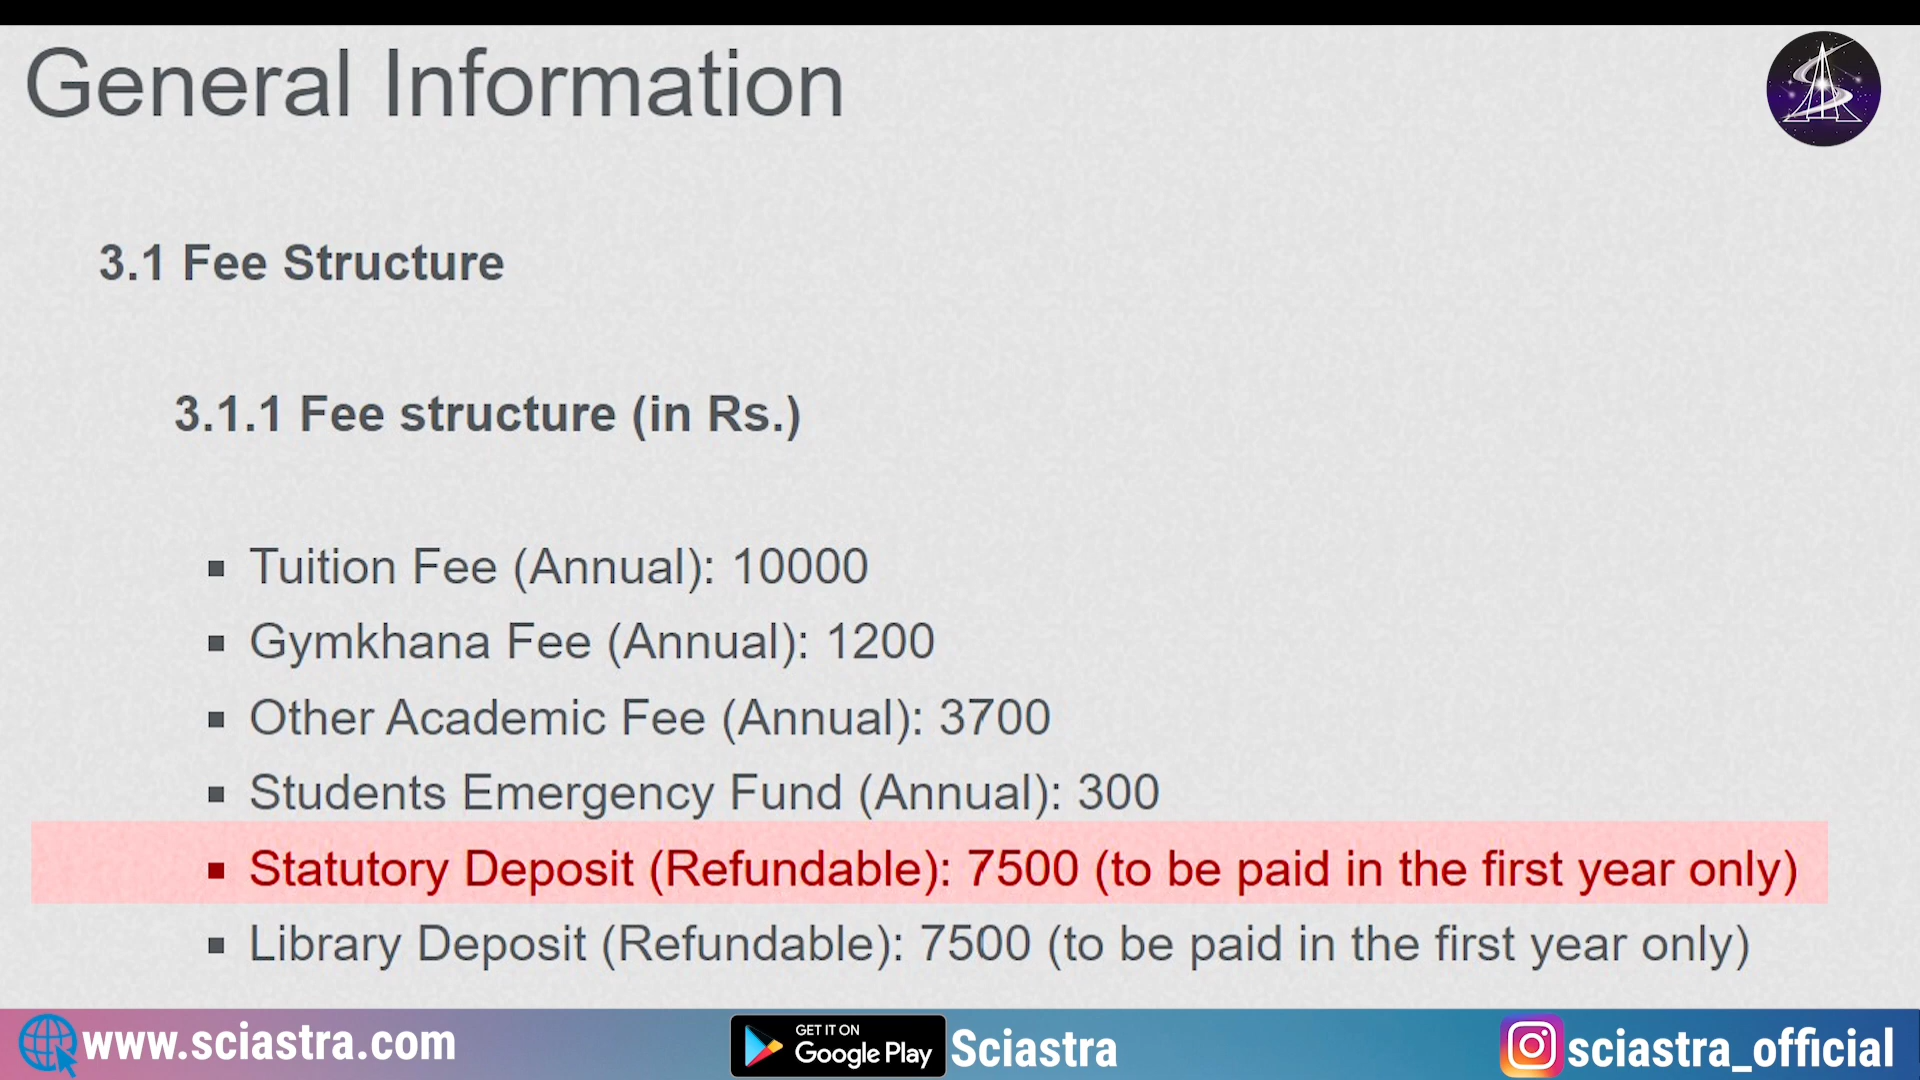 General Information
3.1 Fee Structure
3.1.1 Fee structure (in Rs.)
▪ Tuition Fee (Annual): 10000
▪ Gymkhana Fee (Annual): 1200
▪ Other Academic Fee (Annual): 3700
▪ Students Emergency Fund (Annual): 300
▪ Statutory Deposit (Refundable): 7500 (to be paid in the first year only)
▪ Library Deposit (Refundable): 7500 (to be paid in the first year only)
www.sciastra.com
GET IT ON
Google Play
Sciastra
sciastra_official